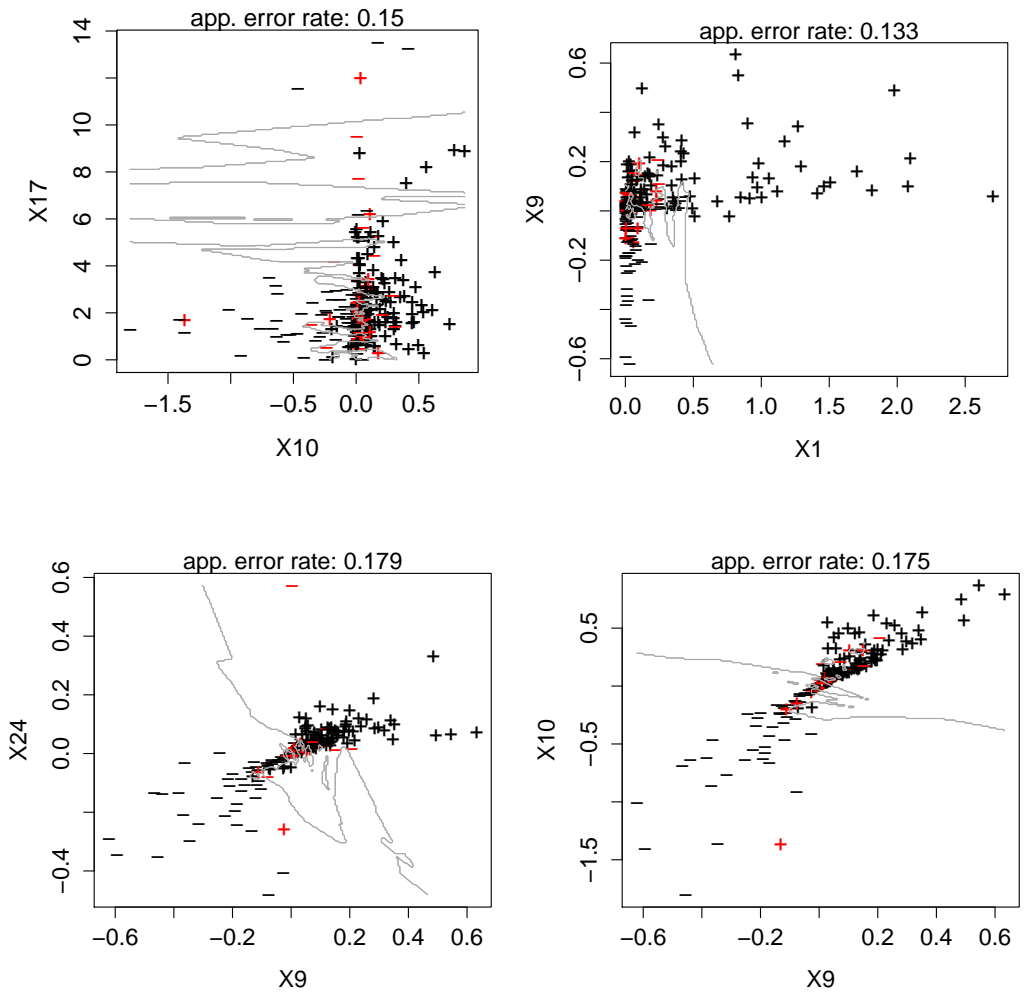 app. error rate: 0.15
X17
0 2 4 6 8 10 12 14
−1.5 −0.5 0.0 0.5
X10
app. error rate: 0.133
X9
−0.6 −0.2 0.2 0.6
0.0 0.5 1.0 1.5 2.0 2.5
X1
app. error rate: 0.179
X24
−0.4 0.0 0.2 0.4 0.6
−0.6 −0.2 0.0 0.2 0.4 0.6
X9
app. error rate: 0.175
X10
−1.5 −0.5 0.5
−0.6 −0.2 0.2 0.4 0.6
X9